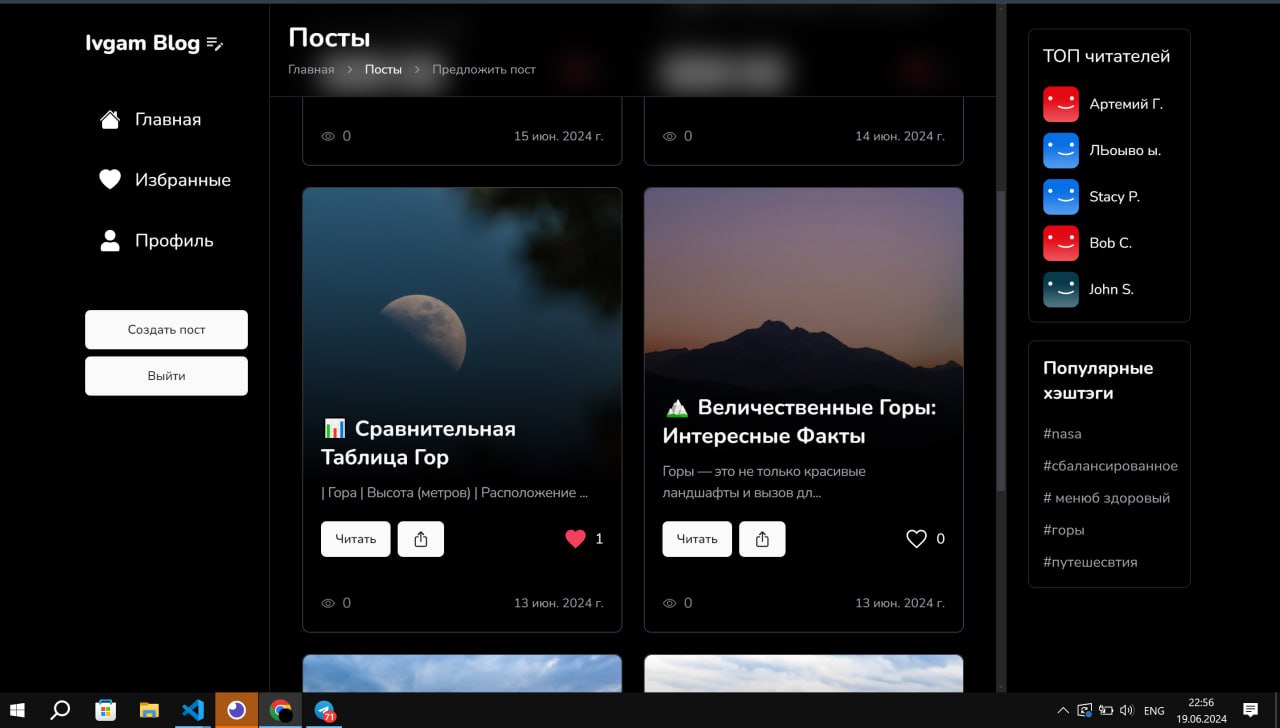 Ivgam Blog
Главная
Избранные
Профиль
Создать пост
Выйти
Посты
Главная > Посты > Предложить пост
0 15 июн. 2024 г.
0 14 июн. 2024 г.
📊 Сравнительная
Таблица Гор
| Гора | Высота (метров) | Расположение ...
Читать
1
0 13 июн. 2024 г.
⛰️ Величественные Горы:
Интересные Факты
Горы — это не только красивые
ландшафты и вызов дл...
Читать
0
0 13 июн. 2024 г.
ТОП читателей
Артемий Г.
ЛЬоыво ы.
Stacy P.
Bob C.
John S.
Популярные
хэштэги
#nasa
#сбалансированное
# менюб здоровый
#горы
#путешесвтия
71
ENG
22:56
19.06.2024